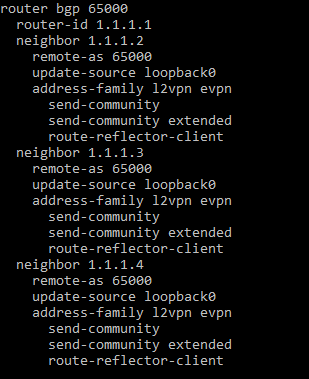 router bgp 65000
router-id 1.1.1.1
neighbor 1.1.1.2
remote-as 65000
update-source loopback0
address-family l2vpn evpn
send-community
send-community extended
route-reflector-client
neighbor 1.1.1.3
remote-as 65000
update-source loopback0
address-family l2vpn evpn
send-community
send-community extended
route-reflector-client
neighbor 1.1.1.4
remote-as 65000
update-source loopback0
address-family l2vpn evpn
send-community
send-community extended
route-reflector-client